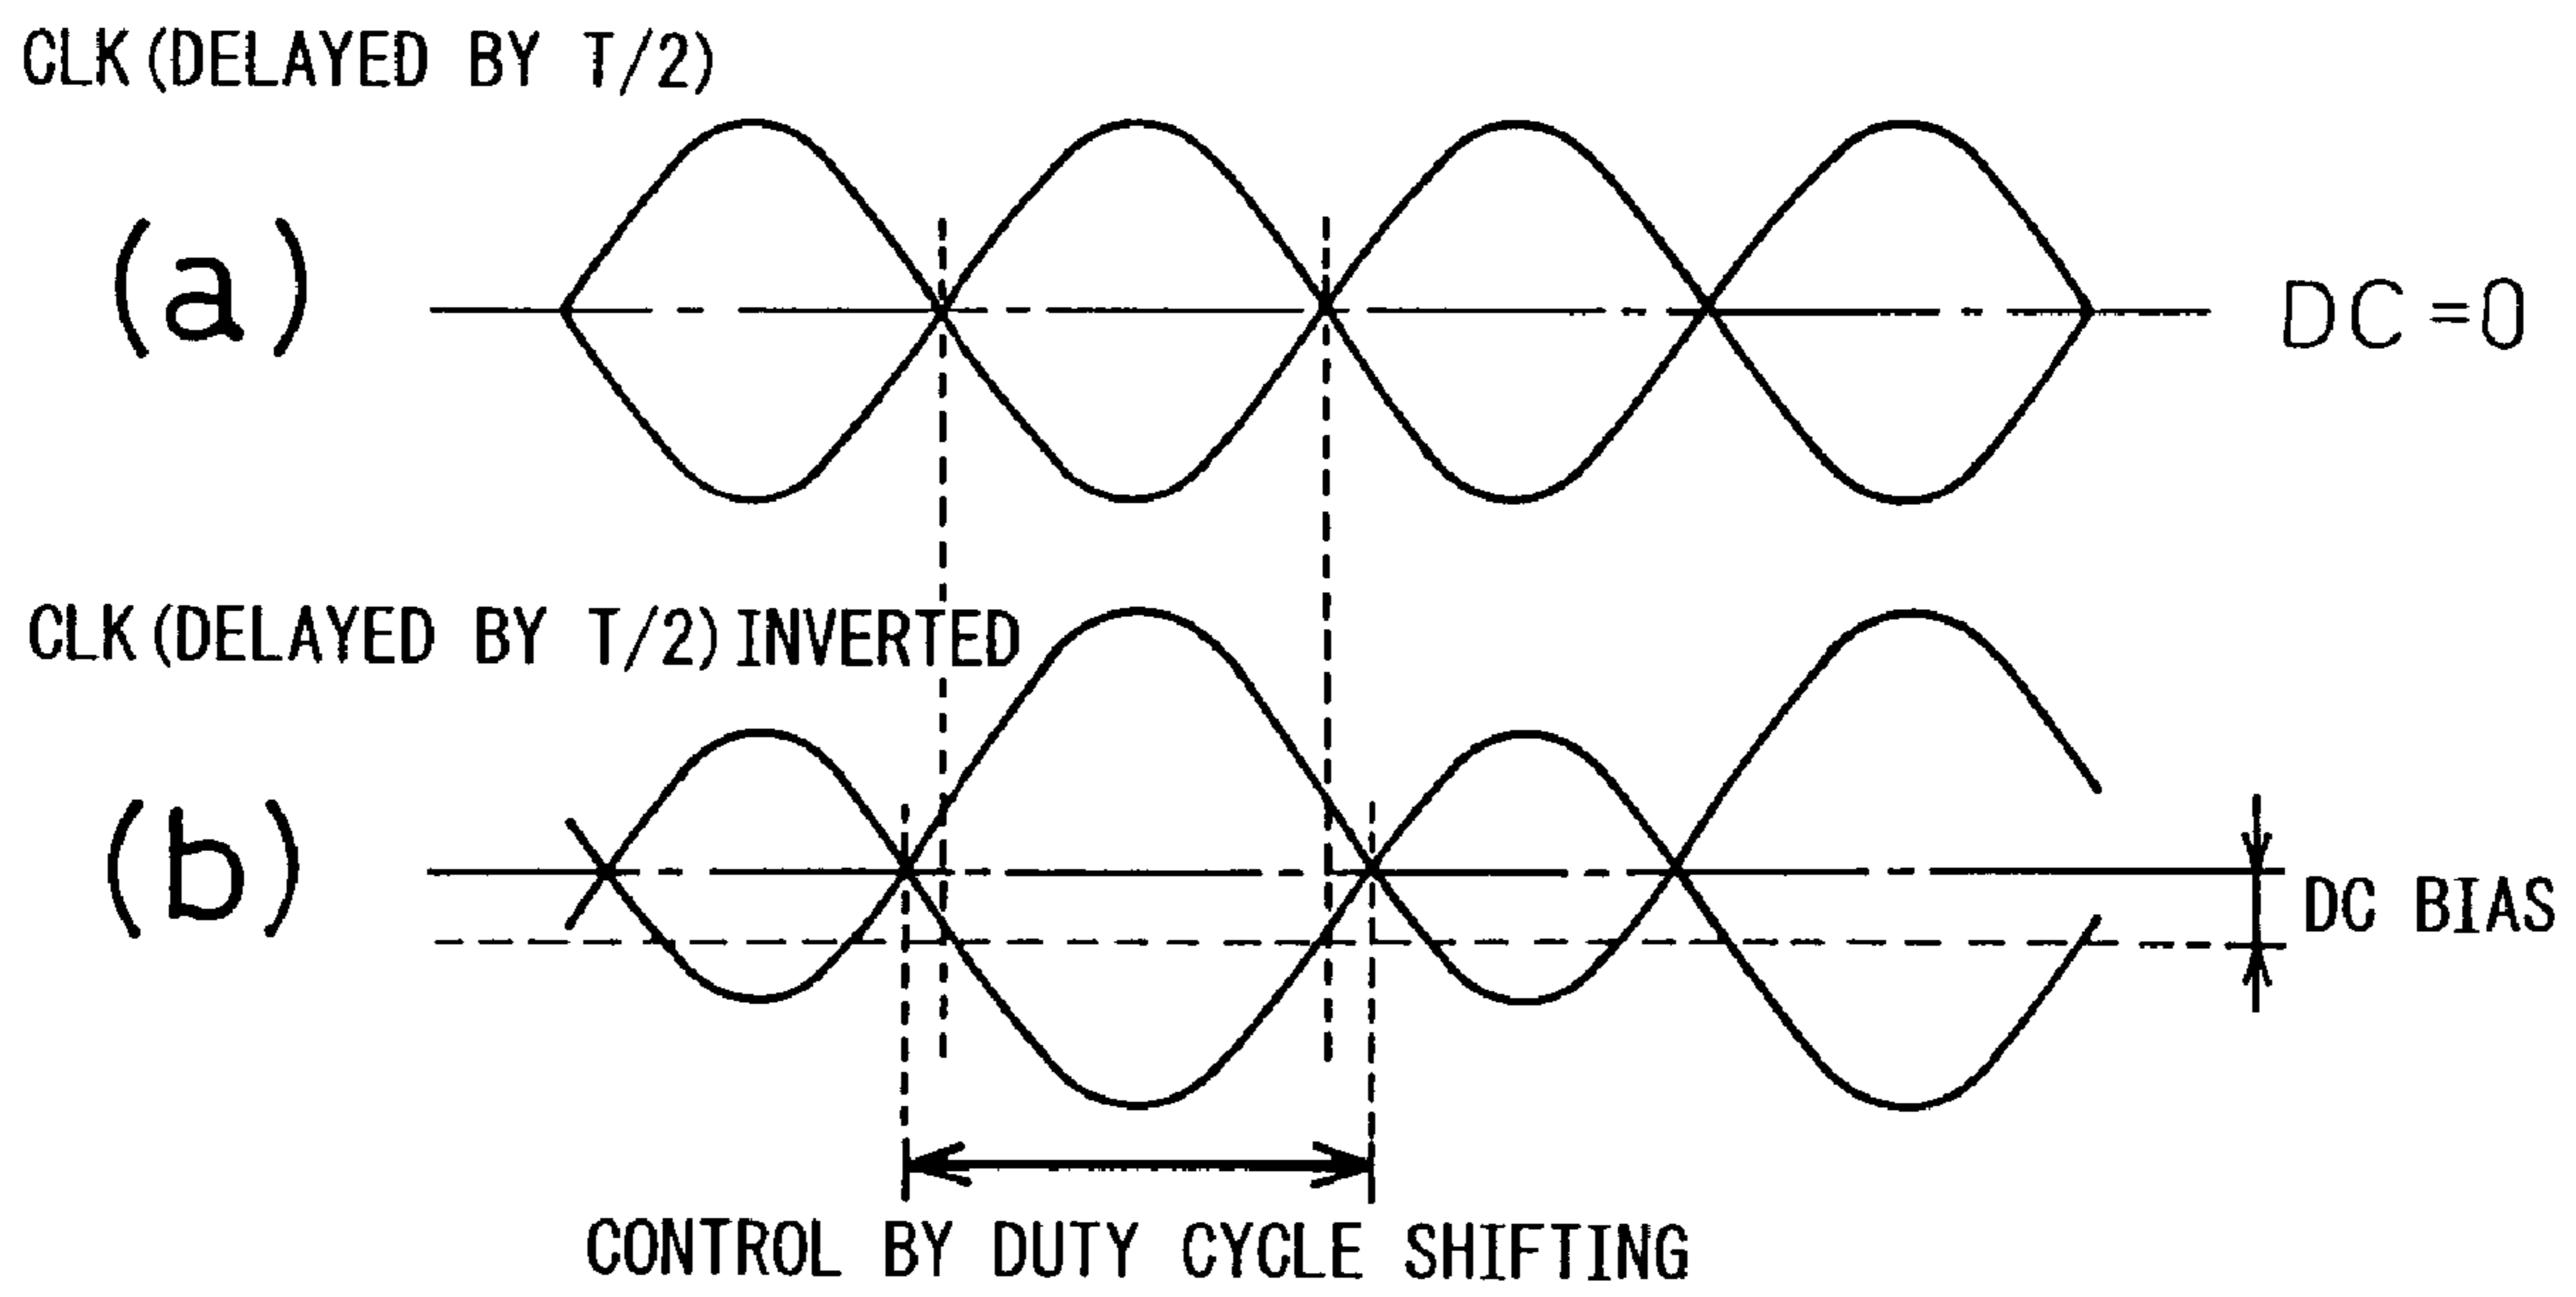 CLK(DELAYED BY T/2)
(a)
DC=0
CLK(DELAYED BY T/2)INVERTED
(b)
DC BIAS
CONTROL BY DUTY CYCLE SHIFTING